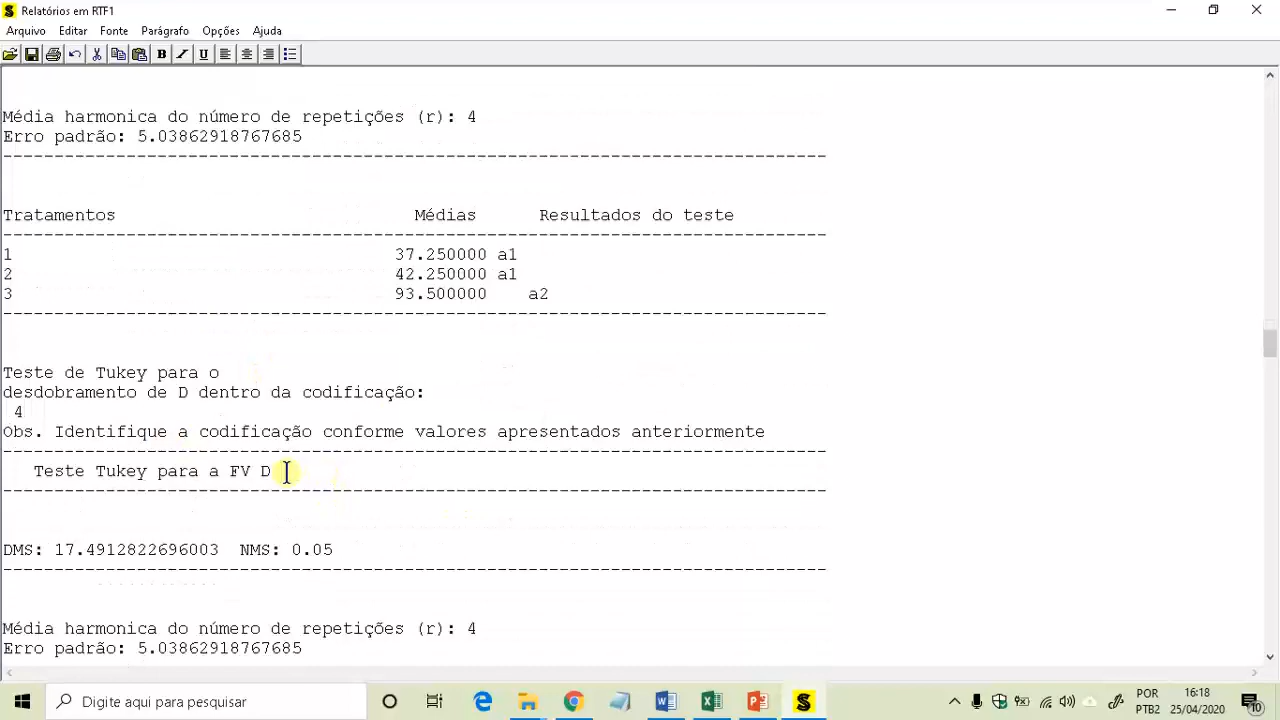 Relatórios em RTF1
Arquivo Editar Fonte Parágrafo Opções Ajuda
B I U
Média harmonica do número de repetições (r): 4
Erro padrão: 5.03862918767685
--------------------------------------------------------------------------------
Tratamentos Médias Resultados do teste
--------------------------------------------------------------------------------
1 37.250000 a1
2 42.250000 a1
3 93.500000 a2
--------------------------------------------------------------------------------
Teste de Tukey para o
desdobramento de D dentro da codificação:
4
Obs. Identifique a codificação conforme valores apresentados anteriormente
--------------------------------------------------------------------------------
Teste Tukey para a FV D
--------------------------------------------------------------------------------
DMS: 17.4912822696003 NMS: 0.05
--------------------------------------------------------------------------------
Média harmonica do número de repetições (r): 4
Erro padrão: 5.03862918767685
Digite aqui para pesquisar
POR 16:18
PTB2 25/04/2020 10